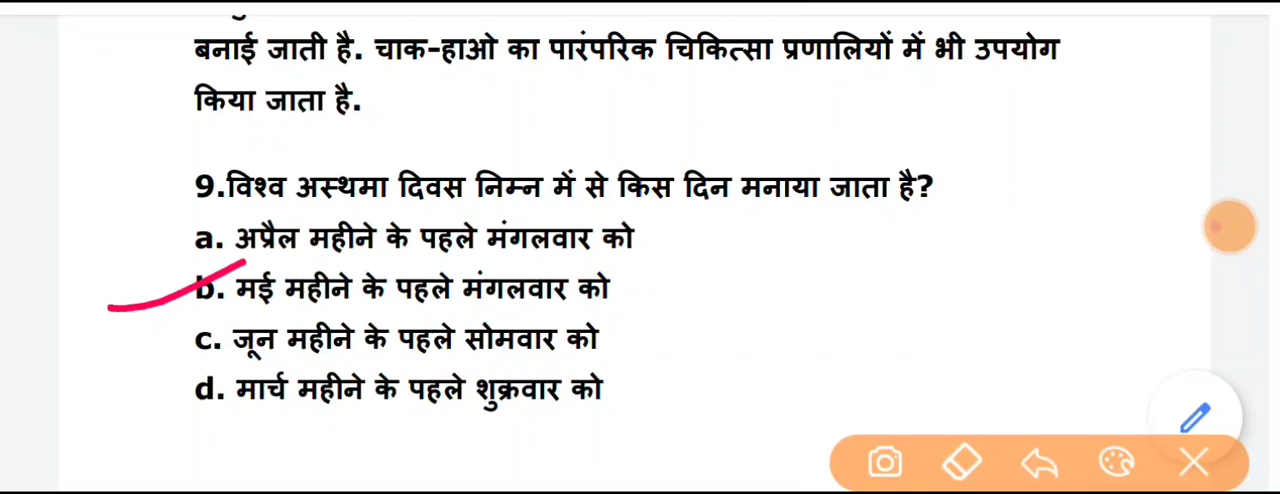 बनाई जाती है. चाक-हाओ का पारंपरिक चिकित्सा प्रणालियों में भी उपयोग
किया जाता है.
9.विश्व अस्थमा दिवस निम्न में से किस दिन मनाया जाता है?
a. अप्रैल महीने के पहले मंगलवार को
b. मई महीने के पहले मंगलवार को
c. जून महीने के पहले सोमवार को
d. मार्च महीने के पहले शुक्रवार को